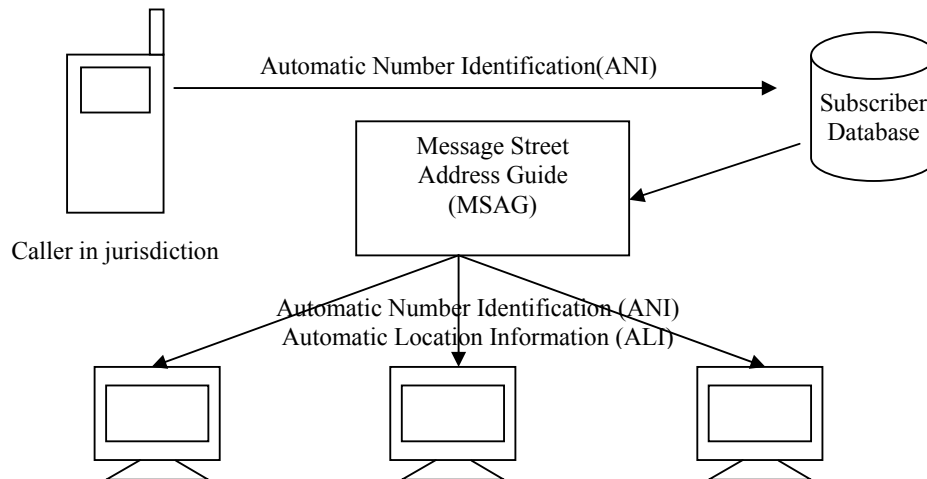 Automatic Number Identification(ANI)
Subscriber
Database
Message Street
Address Guide
(MSAG)
Caller in jurisdiction
Automatic Number Identification (ANI)
Automatic Location Information (ALI)